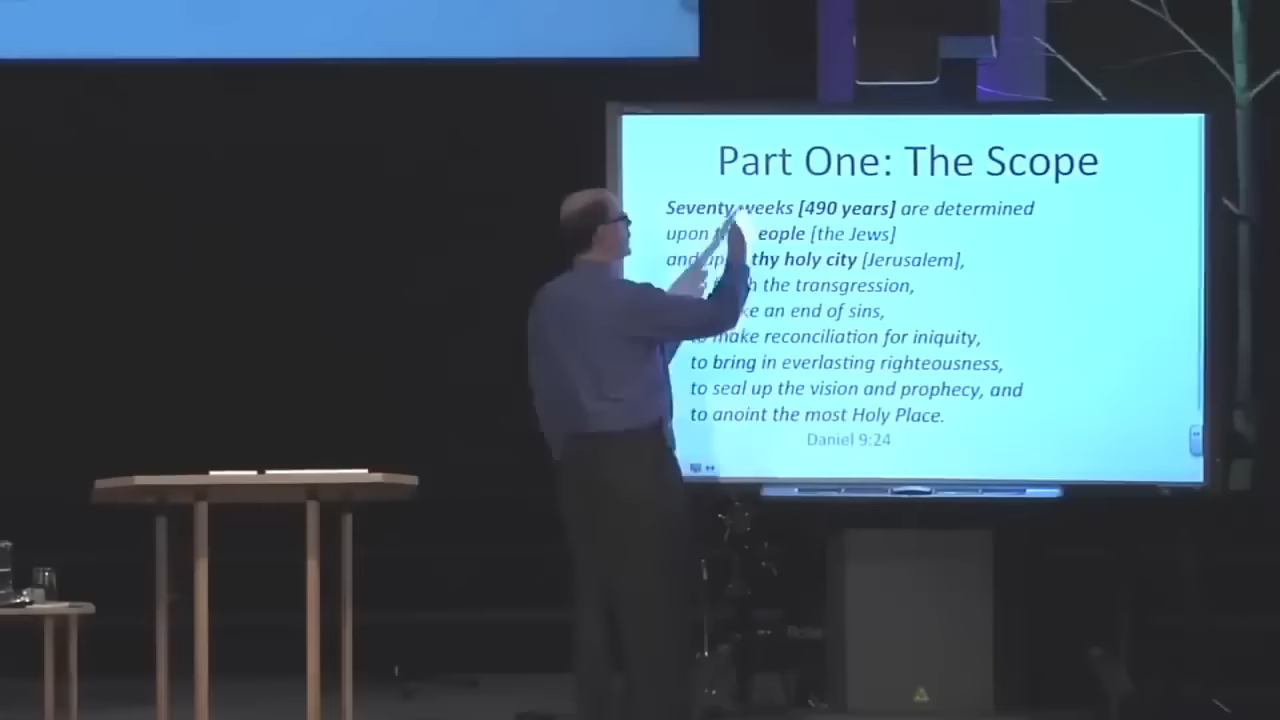 Part One: The Scope
Seventy weeks [490 years] are determined
upon eople [the Jews]
and thy holy city [Jerusalem],
the transgression,
an end of sins,
to make reconciliation for iniquity,
to bring in everlasting righteousness,
to seal up the vision and prophecy, and
to anoint the most Holy Place.
Daniel 9:24